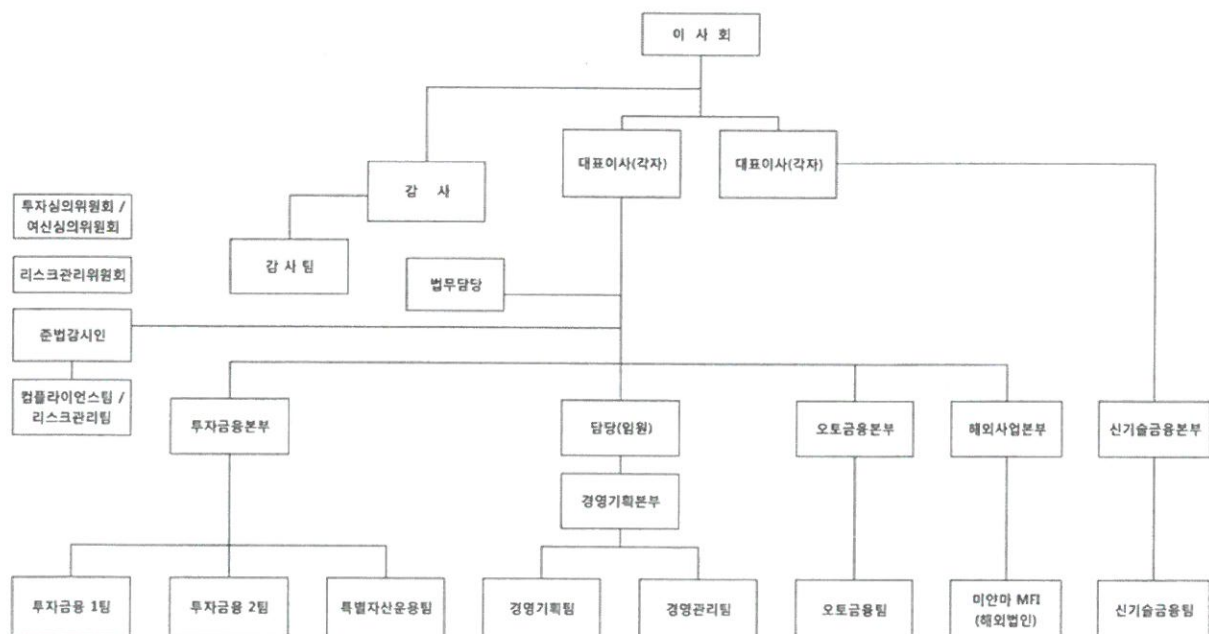 이 사 회
대표이사(각자)
대표이사(각자)
감 사
투자심의위원회 /
여신심의위원회
감 사 팀
리스크관리위원회
법무담당
준법감시인
컴플라이언스팀 /
리스크관리팀
투자금융본부
담당(임원)
오토금융본부
해외사업본부
신기술금융본부
경영기획본부
투자금융 1팀
투자금융 2팀
특별자산운용팀
경영기획팀
경영관리팀
오토금융팀
미얀마 MFI
(해외법인)
신기술금융팀